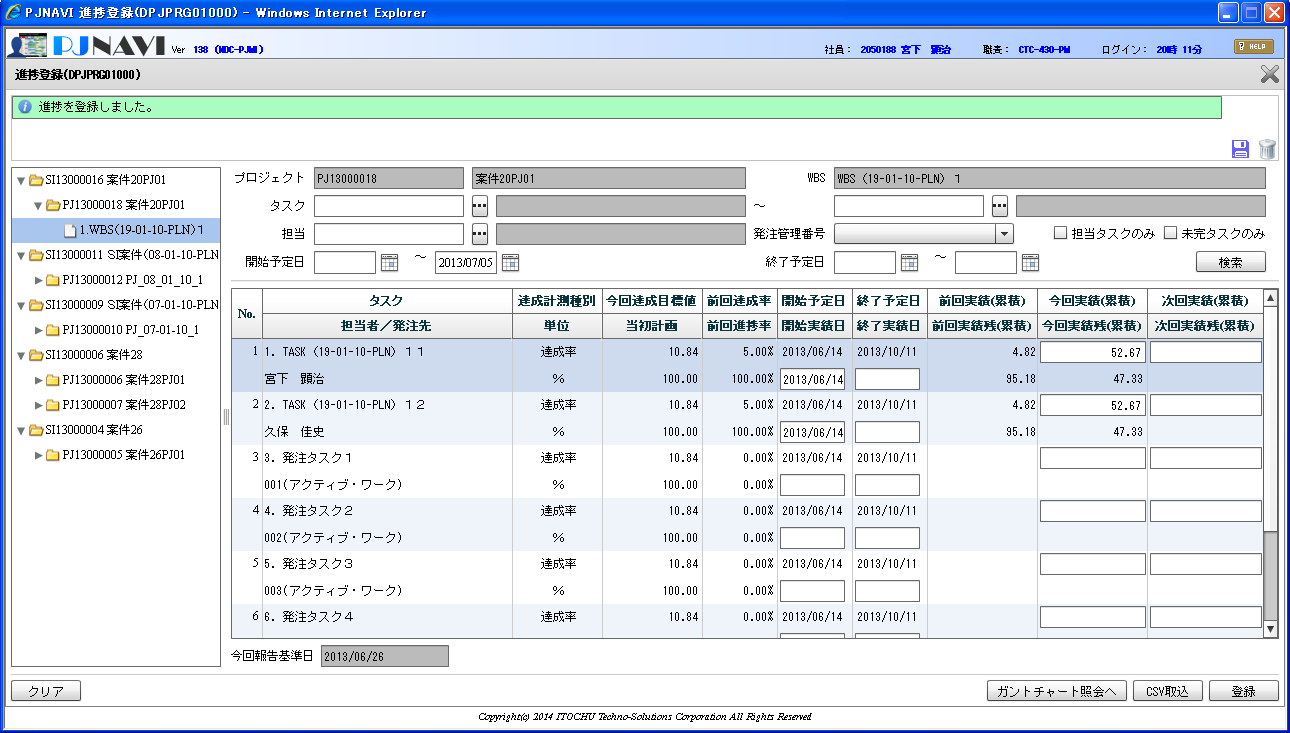 PJNAVI 進捗登録(DPJPRG01000) - Windows Internet Explorer
PJNAVI Ver 138 (NDC-PJM) 社員： 2050188 宮下 顕治 職責： CTC-430-PM ログイン： 20時 11分 HELP
進捗登録(DPJPRG01000)
進捗を登録しました。
SI13000016 案件20PJ01
PJ13000018 案件20PJ01
1.WBS(19-01-10-PLN)１
SI13000011 SI案件(08-01-10-PLN
PJ13000012 PJ_08_01_10_1
SI13000009 SI案件(07-01-10-PLN
PJ13000010 PJ_07-01-10_1
SI13000006 案件28
PJ13000006 案件28PJ01
PJ13000007 案件28PJ02
SI13000004 案件26
PJ13000005 案件26PJ01
プロジェクト PJ13000018 案件20PJ01 WBS WBS（19-01-10-PLN）１
タスク ･･･ ～ ･･･
担当 ･･･ 発注管理番号 担当タスクのみ 未完タスクのみ
開始予定日 ～ 2013/07/05 終了予定日 ～ 検索
No. タスク 達成計測種別 今回達成目標値 前回達成率 開始予定日 終了予定日 前回実績(累積) 今回実績(累積) 次回実績(累積)
担当者／発注先 単位 当初計画 前回進捗率 開始実績日 終了実績日 前回実績残(累積) 今回実績残(累積) 次回実績残(累積)
1 1. TASK（19-01-10-PLN）１１ 達成率 10.84 5.00% 2013/06/14 2013/10/11 4.82 52.67
宮下 顕治 % 100.00 100.00% 2013/06/14 95.18 47.33
2 2. TASK（19-01-10-PLN）１２ 達成率 10.84 5.00% 2013/06/14 2013/10/11 4.82 52.67
久保 佳史 % 100.00 100.00% 2013/06/14 95.18 47.33
3 3. 発注タスク１ 達成率 10.84 0.00% 2013/06/14 2013/10/11
001(アクティブ・ワーク) % 100.00 0.00%
4 4. 発注タスク２ 達成率 10.84 0.00% 2013/06/14 2013/10/11
002(アクティブ・ワーク) % 100.00 0.00%
5 5. 発注タスク３ 達成率 10.84 0.00% 2013/06/14 2013/10/11
003(アクティブ・ワーク) % 100.00 0.00%
6 6. 発注タスク４ 達成率 10.84 0.00% 2013/06/14 2013/10/11
今回報告基準日 2013/06/26
クリア ガントチャート照会へ CSV取込 登録
Copyright(c) 2014 ITOCHU Techno-Solutions Corporation All Rights Reserved